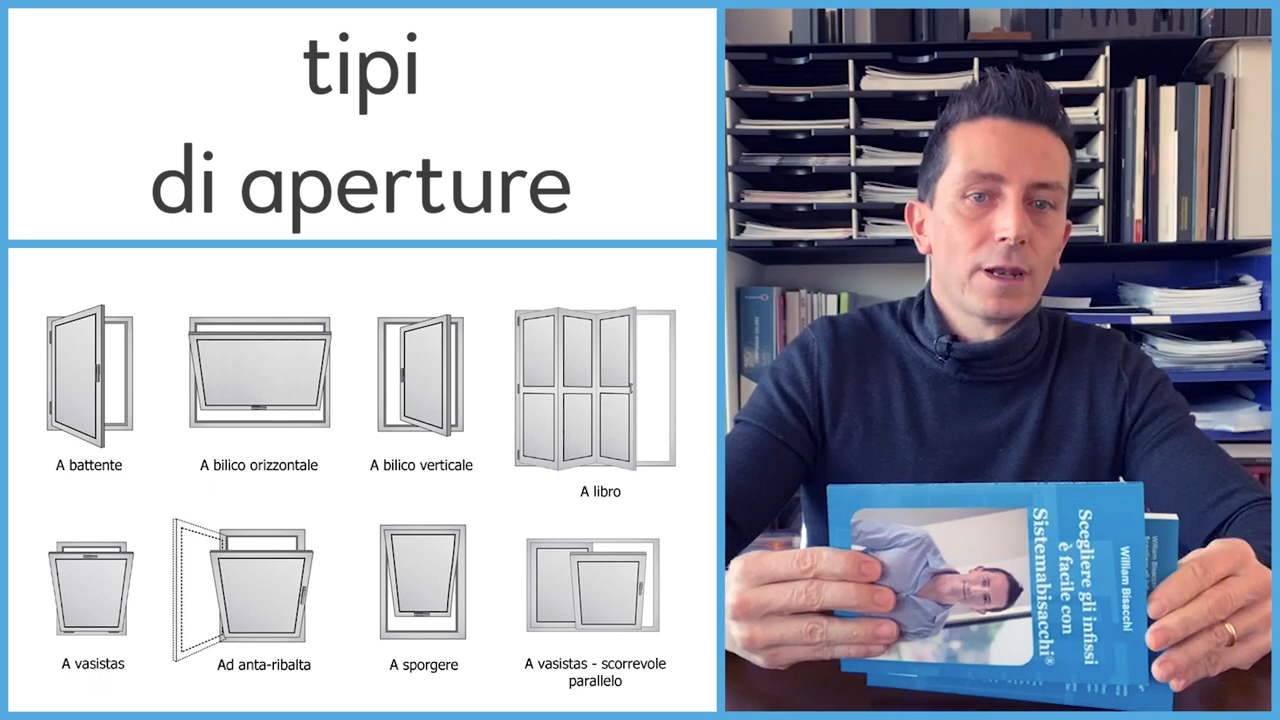 tipi
di aperture
A battente
A bilico orizzontale
A bilico verticale
A libro
A vasistas
Ad anta-ribalta
A sporgere
A vasistas - scorrevole
parallelo
William Bisacchi
Scegliere gli infissi
è facile con
Sistemabisacchi®